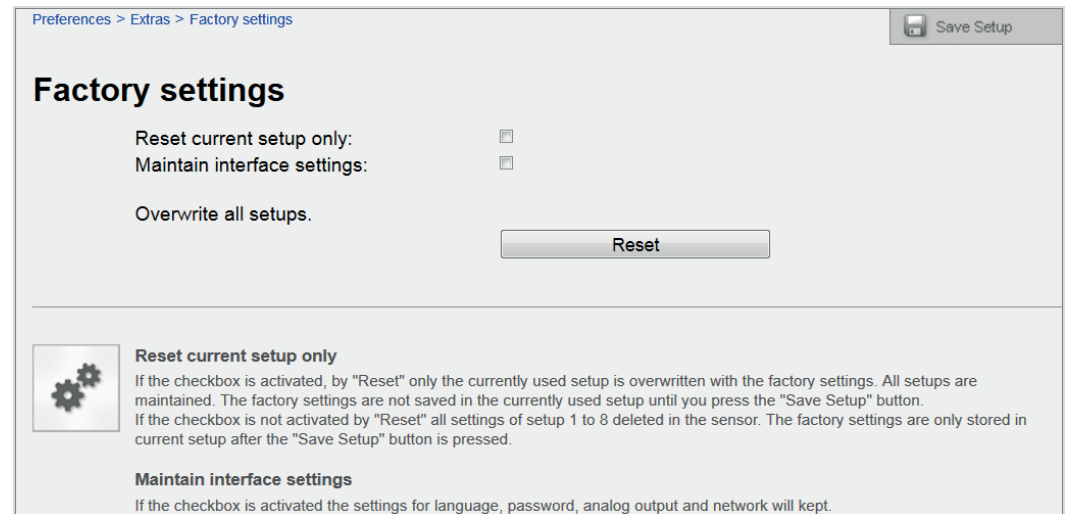 Preferences > Extras > Factory settings
Save Setup
Factory settings
Reset current setup only:
Maintain interface settings:
Overwrite all setups.
Reset
Reset current setup only
If the checkbox is activated, by "Reset" only the currently used setup is overwritten with the factory settings. All setups are
maintained. The factory settings are not saved in the currently used setup until you press the "Save Setup" button.
If the checkbox is not activated by "Reset" all settings of setup 1 to 8 deleted in the sensor. The factory settings are only stored in
current setup after the "Save Setup" button is pressed.
Maintain interface settings
If the checkbox is activated the settings for language, password, analog output and network will kept.